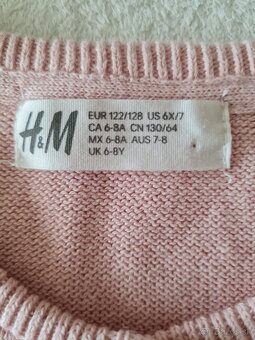 H&M
EUR 122/128 US 6X/7
CA 6-8A CN 130/64
MX 6-8A AUS 7-8
UK 6-8Y